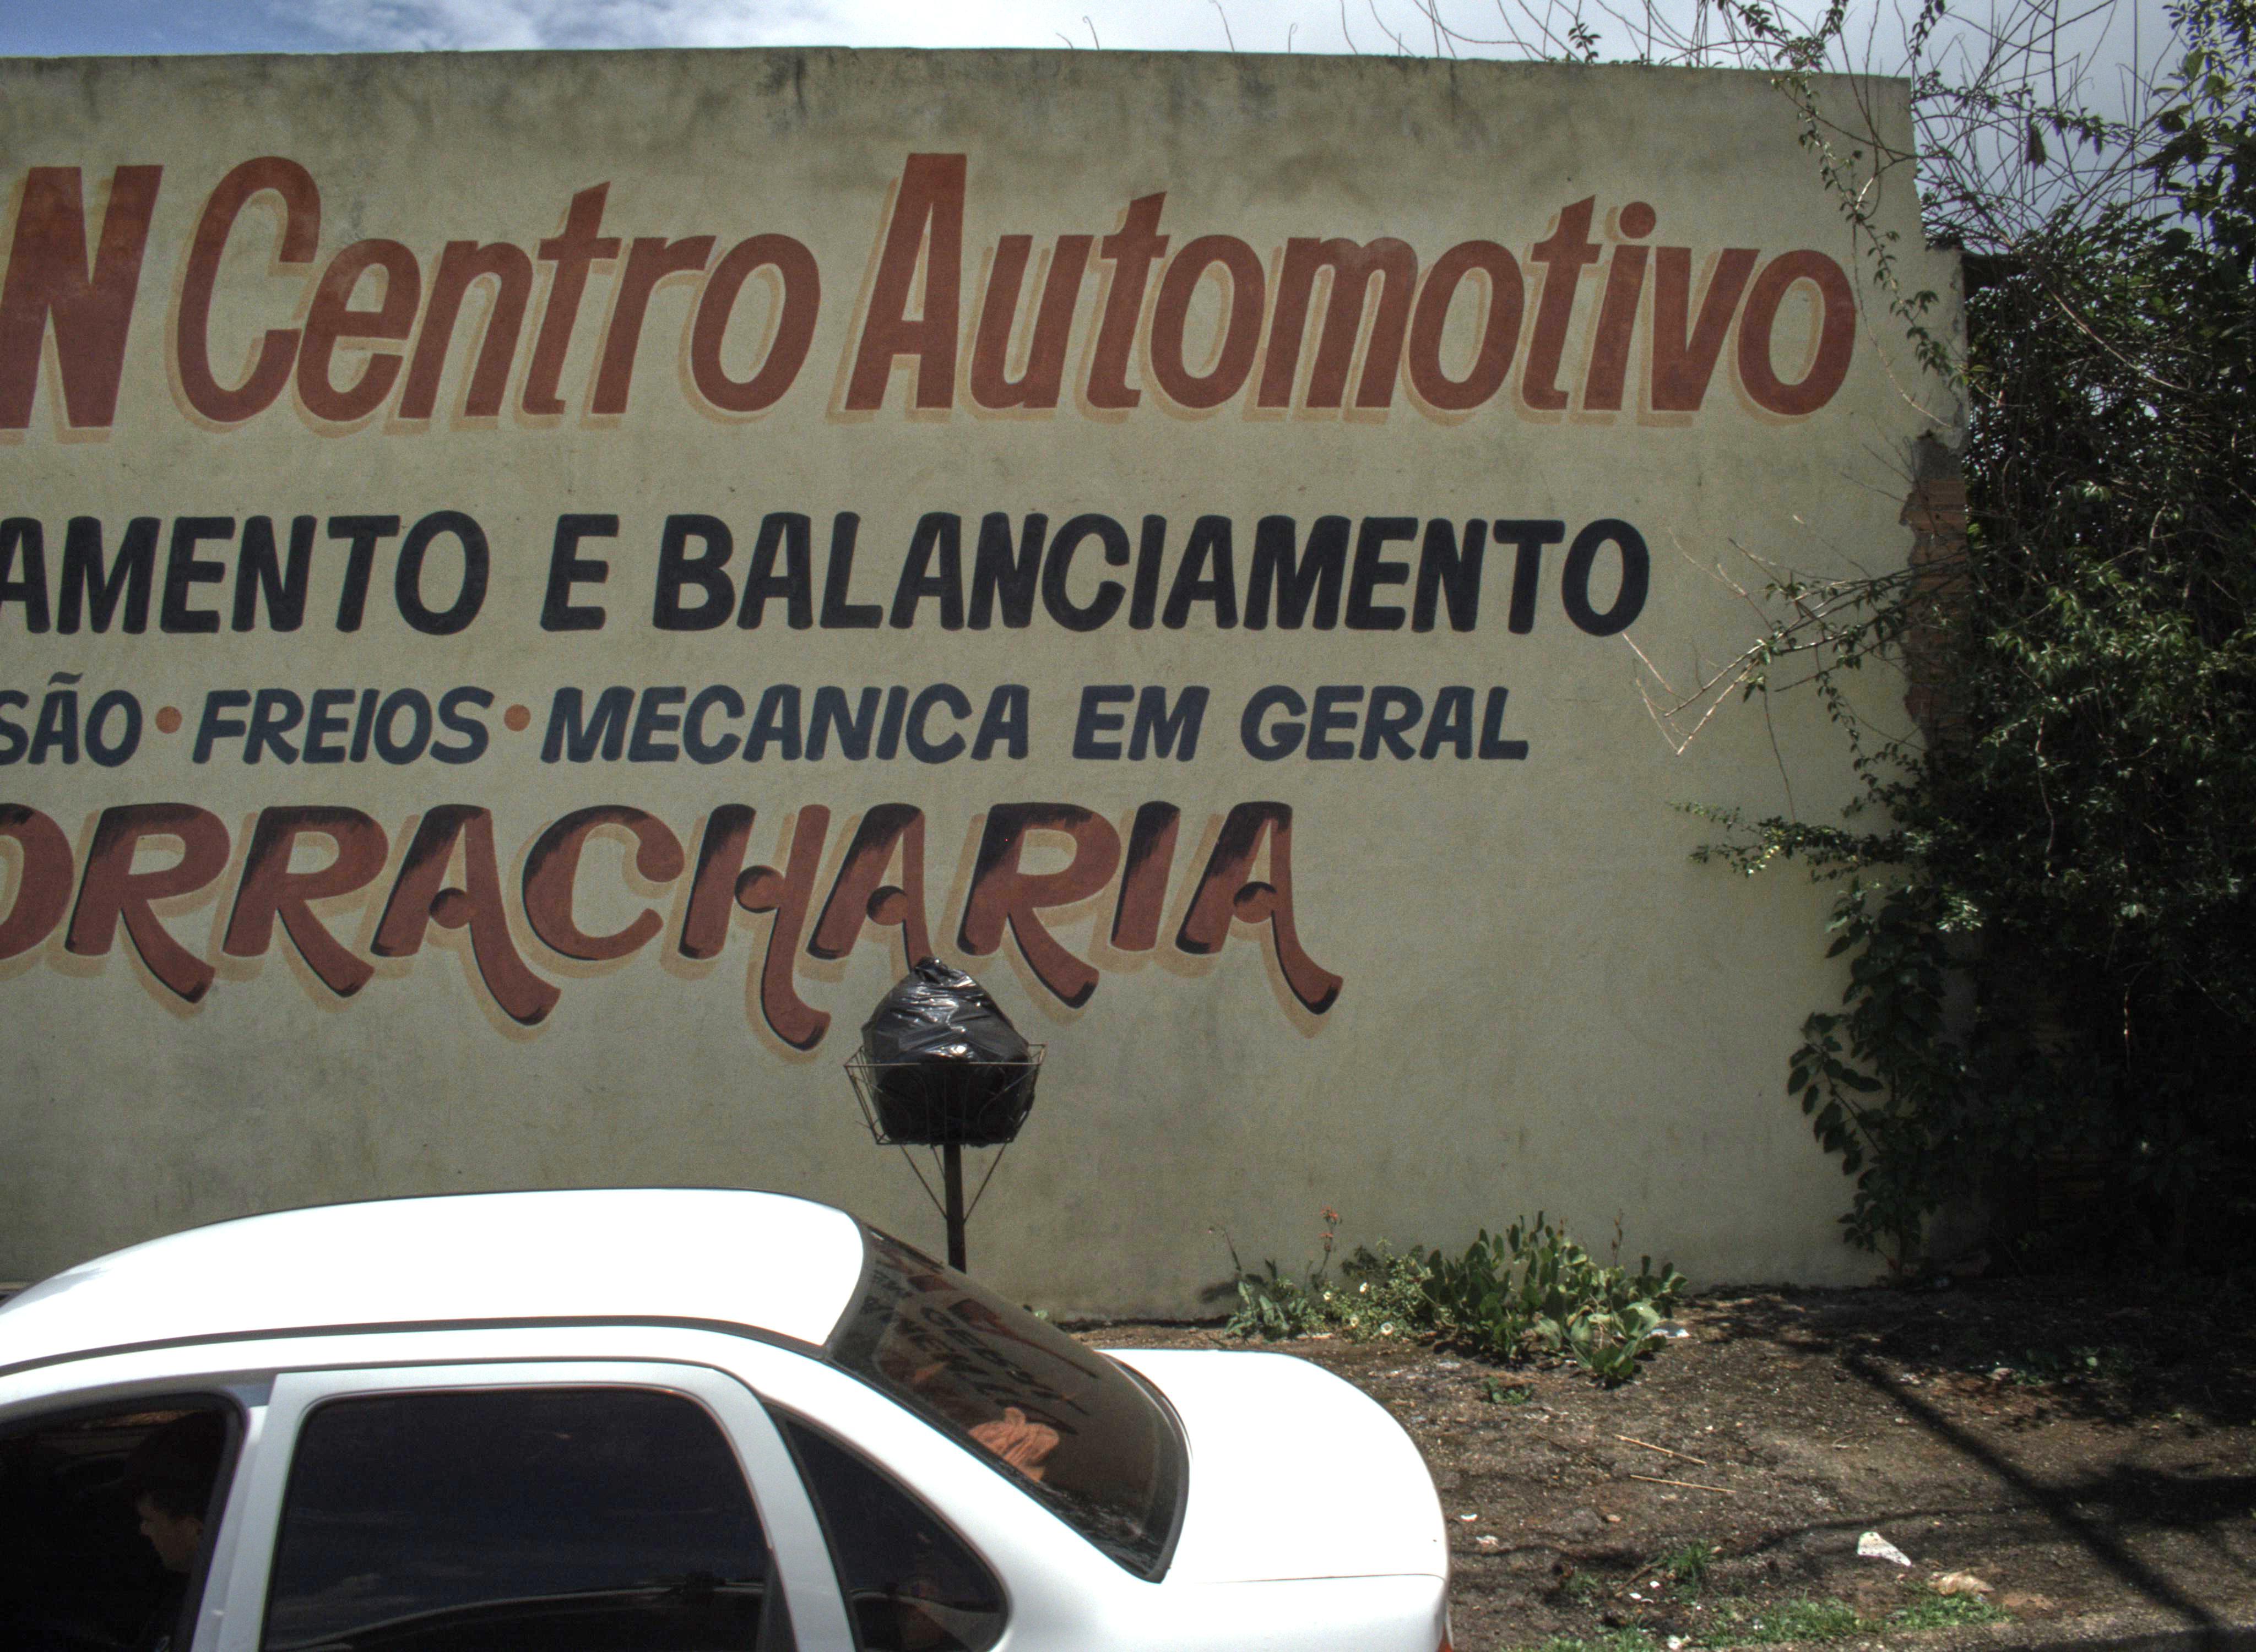 N Centro Automotivo
AMENTO E BALANCIAMENTO
SÃO • FREIOS • MECANICA EM GERAL
ORRACHARIA